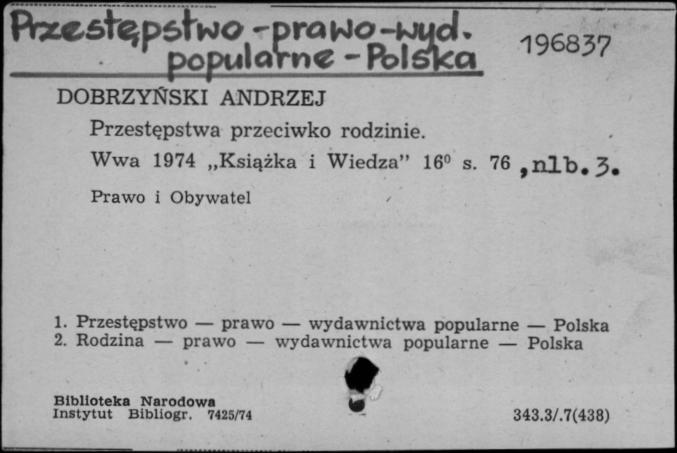 Przestępstwo-prawo-wyd.
popularne-Polska
196837
DOBRZYŃSKI ANDRZEJ
Przestępstwa przeciwko rodzinie.
Wwa 1974 „Książka i Wiedza” 16⁰ s. 76 ,nlb.3.
Prawo i Obywatel
1. Przestępstwo — prawo — wydawnictwa popularne — Polska
2. Rodzina — prawo — wydawnictwa popularne — Polska
Biblioteka Narodowa
Instytut Bibliogr. 7425/74
343.3/.7(438)